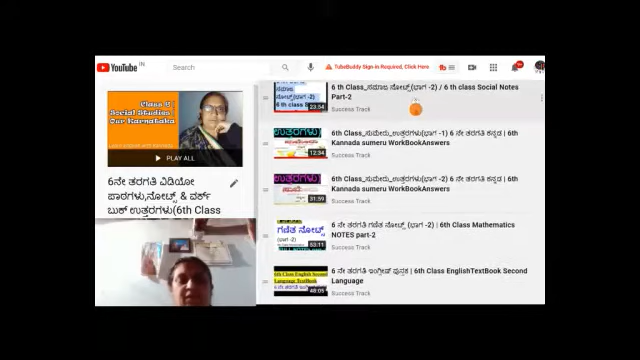 YouTube IN
Search
TubeBuddy Sign-in Required, Click Here
Class 6
Social Studies
Our Karnataka
PLAY ALL
6ನೇ ತರಗತಿ ವಿಡಿಯೋ
ಪಾಠಗಳು,ನೋಟ್ಸ್ & ವರ್ಕ್
ಬುಕ್ ಉತ್ತರಗಳು(6th Class
ನೋಟ್ಸ್
(ಭಾಗ -2)
23:54
6 th Class_ಸಮಾಜ ನೋಟ್ಸ್ (ಭಾಗ -2) / 6 th class Social Notes
Part-2
Success Track
ಉತ್ತರಗಳು
12:34
6th Class_ಸುಮೇರು_ಉತ್ತರಗಳು(ಭಾಗ -1) 6 ನೇ ತರಗತಿ ಕನ್ನಡ | 6th
Kannada sumeru WorkBookAnswers
Success Track
ಉತ್ತರಗಳು
31:59
6th Class_ಸುಮೇರು_ಉತ್ತರಗಳು(ಭಾಗ -2) 6 ನೇ ತರಗತಿ ಕನ್ನಡ | 6th
Kannada sumeru WorkBookAnswers
Success Track
ಗಣಿತ ನೋಟ್ಸ್
(ಭಾಗ -2)
53:11
6 ನೇ ತರಗತಿ ಗಣಿತ ನೋಟ್ಸ್ (ಭಾಗ -2) | 6th Class Mathematics
NOTES part-2
Success Track
6th Class English Second
Language TextBook
40:05
6 ನೇ ತರಗತಿ ಇಂಗ್ಲೀಷ್ ಪುಸ್ತಕ | 6th Class EnglishTextBook Second
Language
Success Track